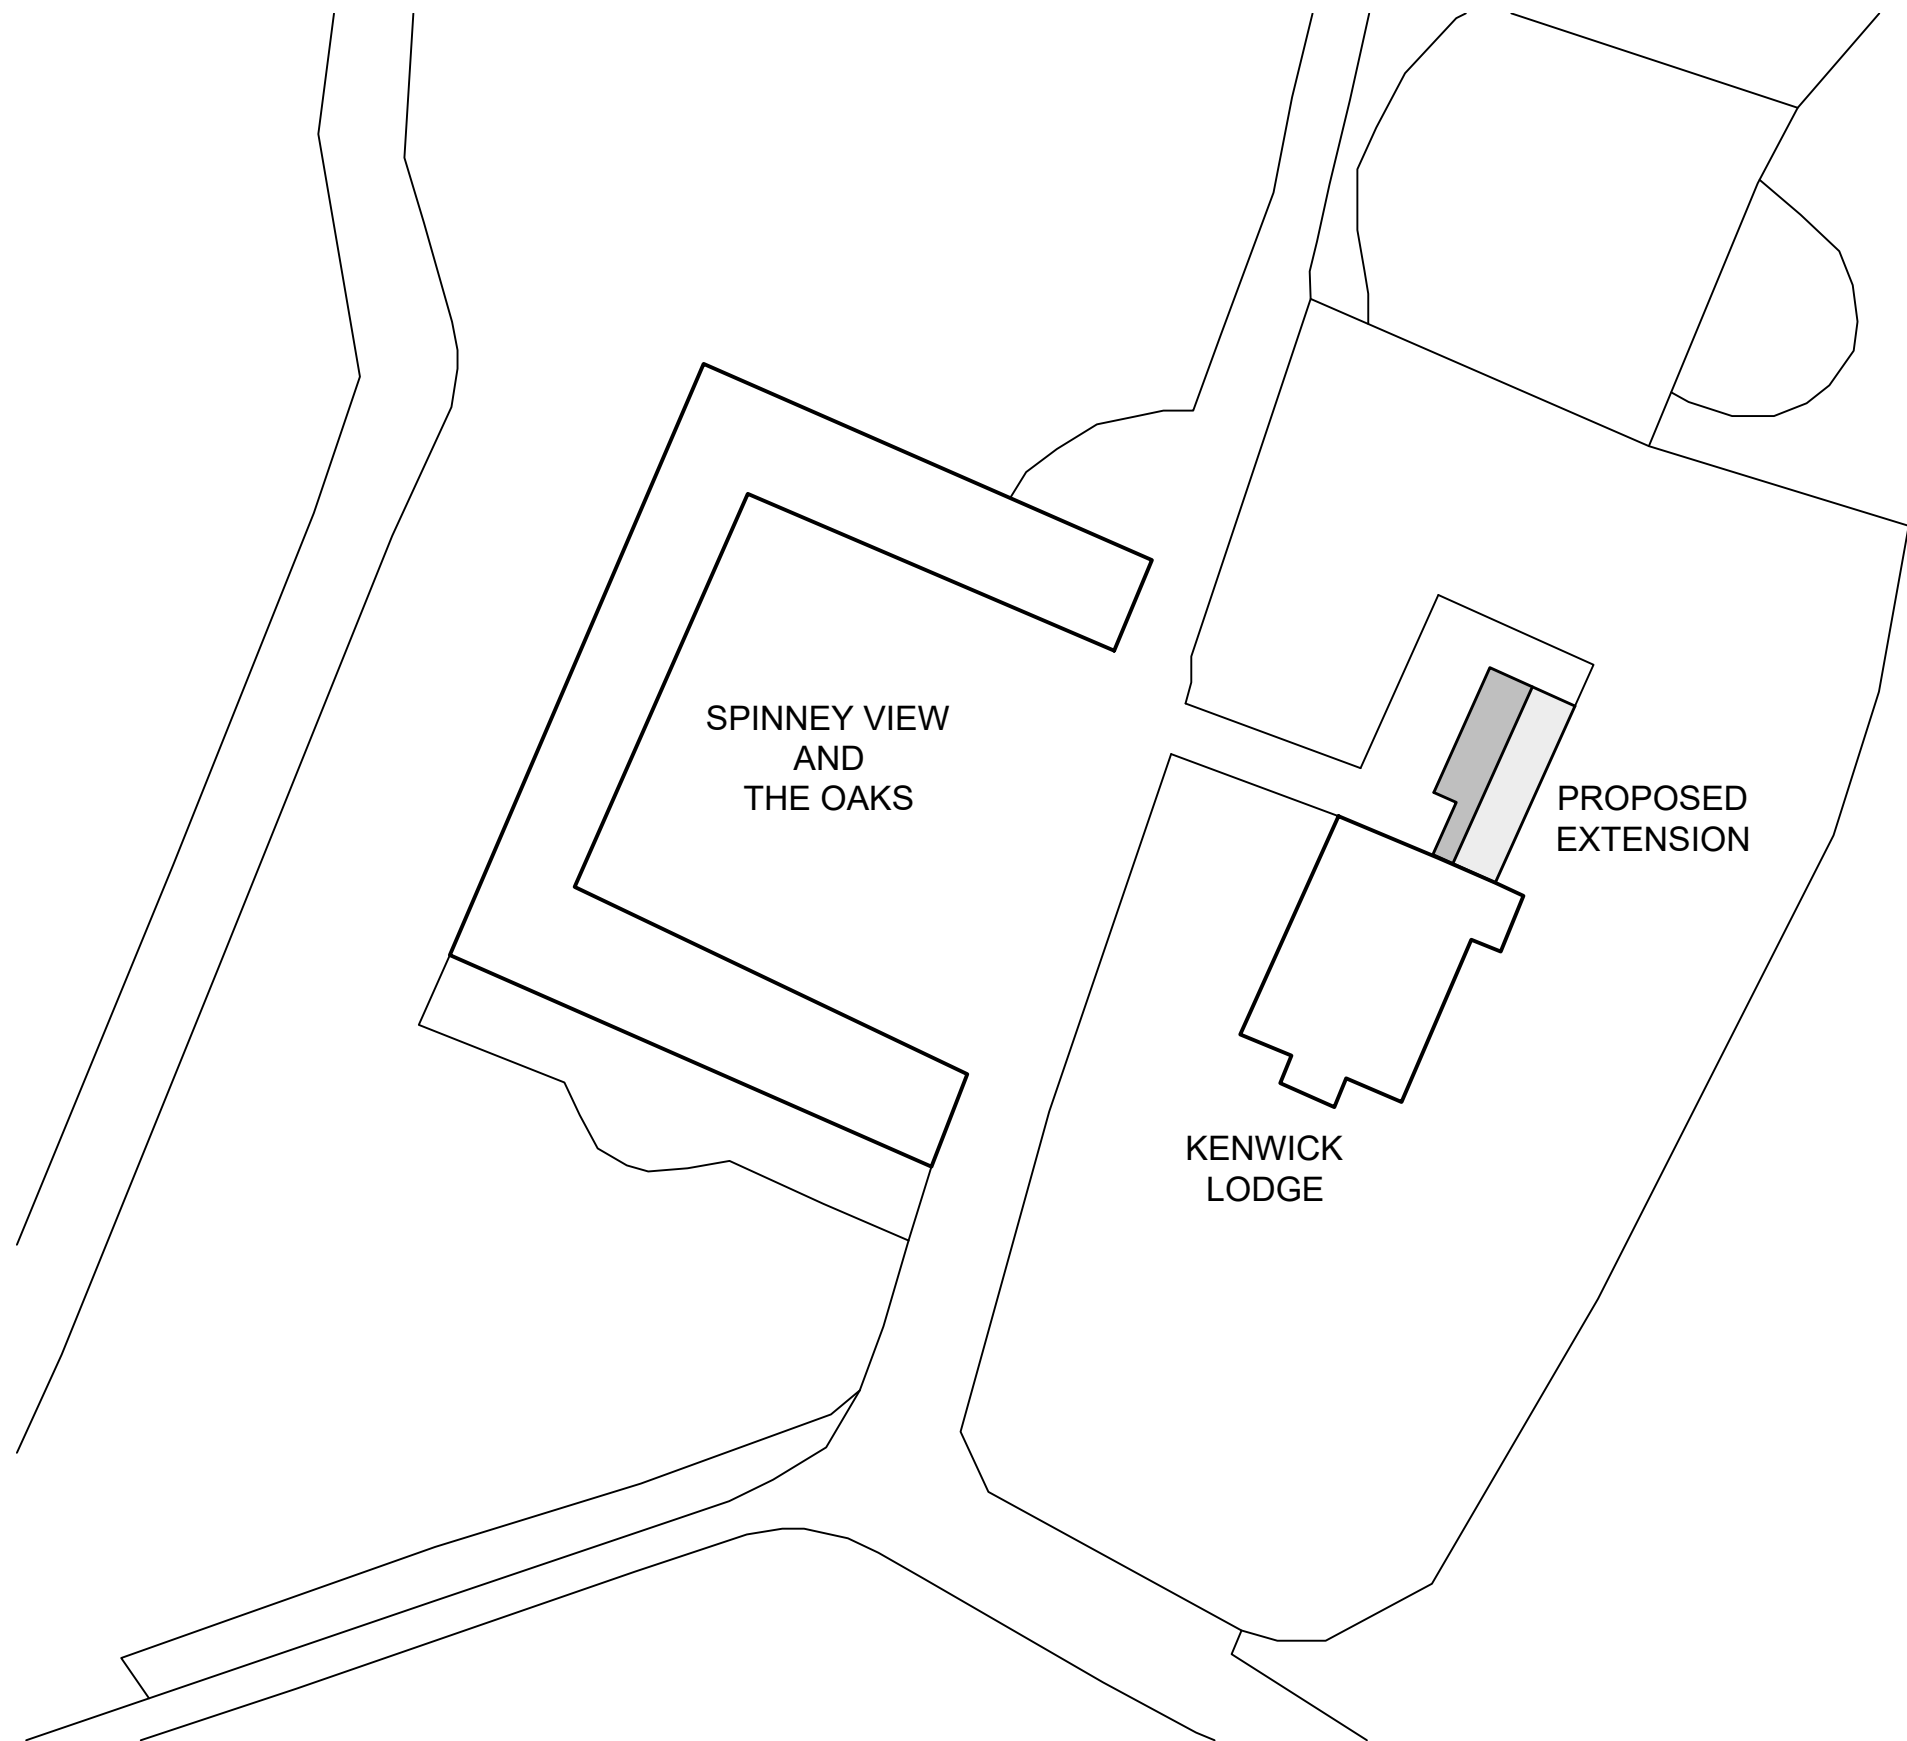 SPINNEY VIEW
AND
THE OAKS
PROPOSED
EXTENSION
KENWICK
LODGE